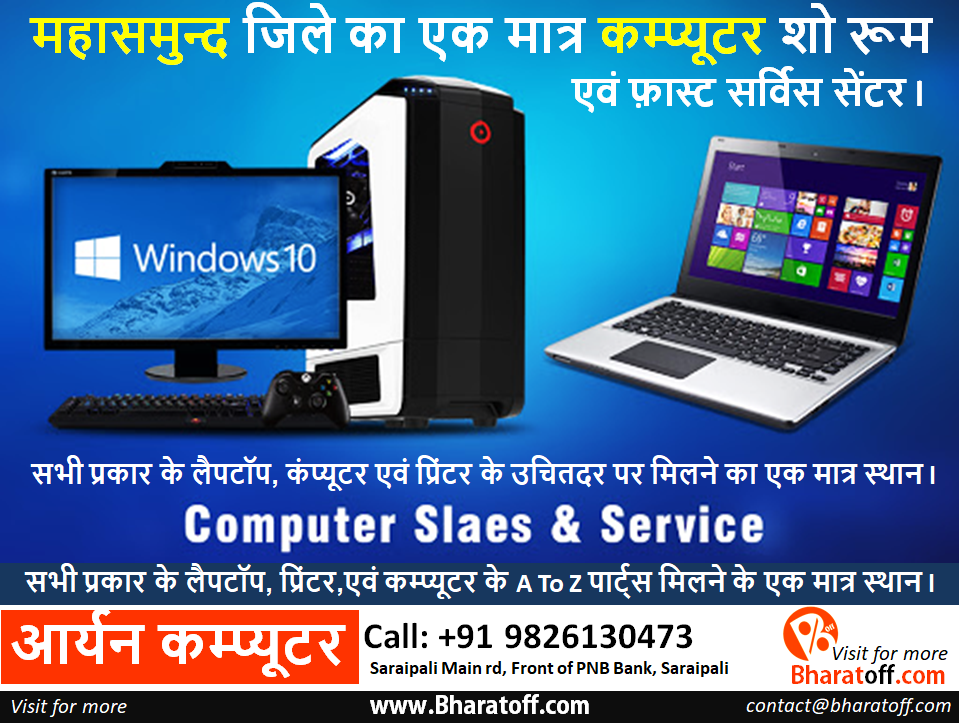 महासमुन्द जिले का एक मात्र कम्प्यूटर शो रूम
एवं फ़ास्ट सर्विस सेंटर।
Windows 10
Start
सभी प्रकार के लैपटॉप, कंप्यूटर एवं प्रिंटर के उचितदर पर मिलने का एक मात्र स्थान।
Computer Slaes & Service
सभी प्रकार के लैपटॉप, प्रिंटर,एवं कम्प्यूटर के A To Z पार्ट्स मिलने के एक मात्र स्थान।
आर्यन कम्प्यूटर
Call: +91 9826130473
Saraipali Main rd, Front of PNB Bank, Saraipali
% off
Visit for more
Bharatoff.com
Visit for more
www.Bharatoff.com
contact@bharatoff.com